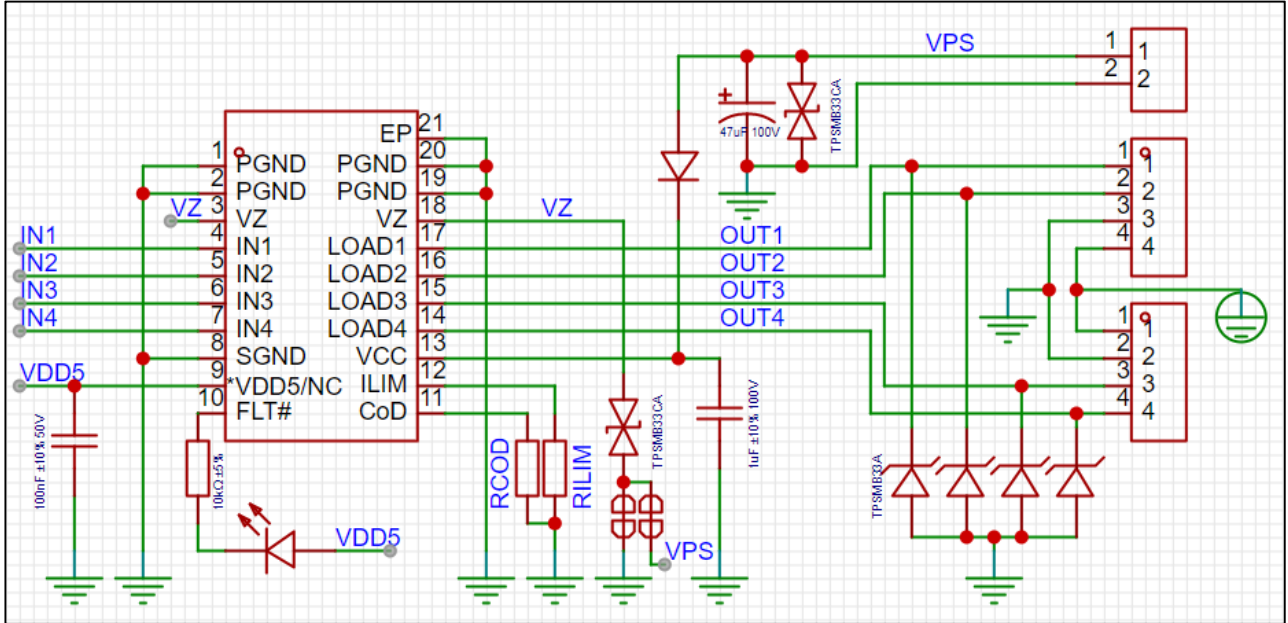 VPS
1
2
1
2
47uF 100V
TPSMB33CA
EP
21
1
PGND
PGND
20
2
PGND
PGND
19
VZ
3
VZ
VZ
18
VZ
IN1
4
IN1
LOAD1
17
OUT1
IN2
5
IN2
LOAD2
16
OUT2
IN3
6
IN3
LOAD3
15
OUT3
IN4
7
IN4
LOAD4
14
OUT4
8
SGND
VCC
13
VDD5
9
*VDD5/NC
ILIM
12
10
FLT#
CoD
11
1
2
3
4
1
2
3
4
1
2
3
4
1
2
3
4
100nF ±10% 50V
10kΩ ±5%
VDD5
RCOD
RILIM
TPSMB33CA
VPS
1uF ±10% 100V
TPSMB33A